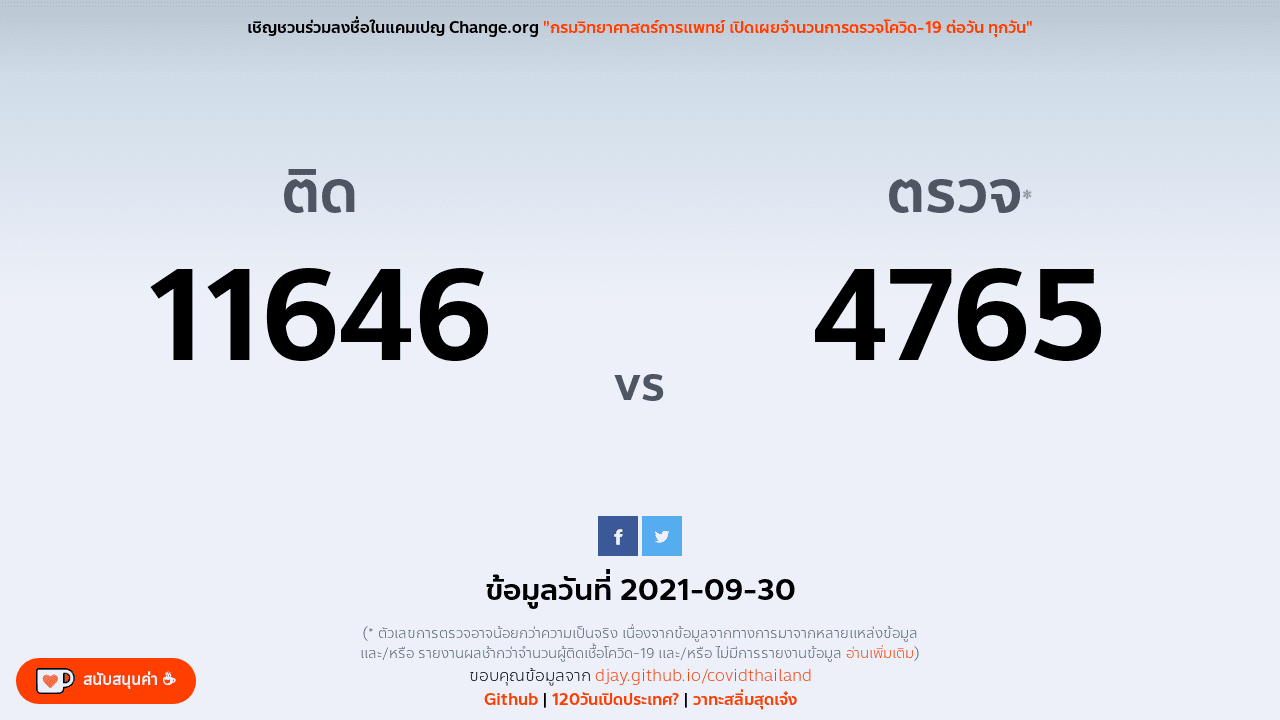 เชิญชวนร่วมลงชื่อในแคมเปญ Change.org "กรมวิทยาศาสตร์การแพทย์ เปิดเผยจำนวนการตรวจโควิด-19 ต่อวัน ทุกวัน"
ติด
ตรวจ*
11646
4765
vs
ข้อมูลวันที่ 2021-09-30
(* ตัวเลขการตรวจอาจน้อยกว่าความเป็นจริง เนื่องจากข้อมูลจากทางการมาจากหลายแหล่งข้อมูล
และ/หรือ รายงานผลช้ากว่าจำนวนผู้ติดเชื้อโควิด-19 และ/หรือ ไม่มีการรายงานข้อมูล อ่านเพิ่มเติม)
ขอบคุณข้อมูลจาก djay.github.io/covidthailand
Github | 120วันเปิดประเทศ? | วาทะสลิ่มสุดเจ๋ง
สนับสนุนค่า ☕